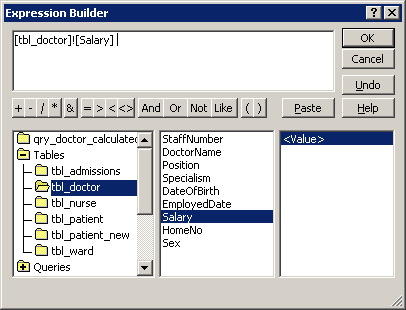 Expression Builder
[tbl_doctor]![Salary]
OK
Cancel
Undo
+ - / * & = > < <> And Or Not Like ( ) Paste Help
qry_doctor_calculated
Tables
tbl_admissions
tbl_doctor
tbl_nurse
tbl_patient
tbl_patient_new
tbl_ward
Queries
StaffNumber
DoctorName
Position
Specialism
DateOfBirth
EmployedDate
Salary
HomeNo
Sex
<Value>